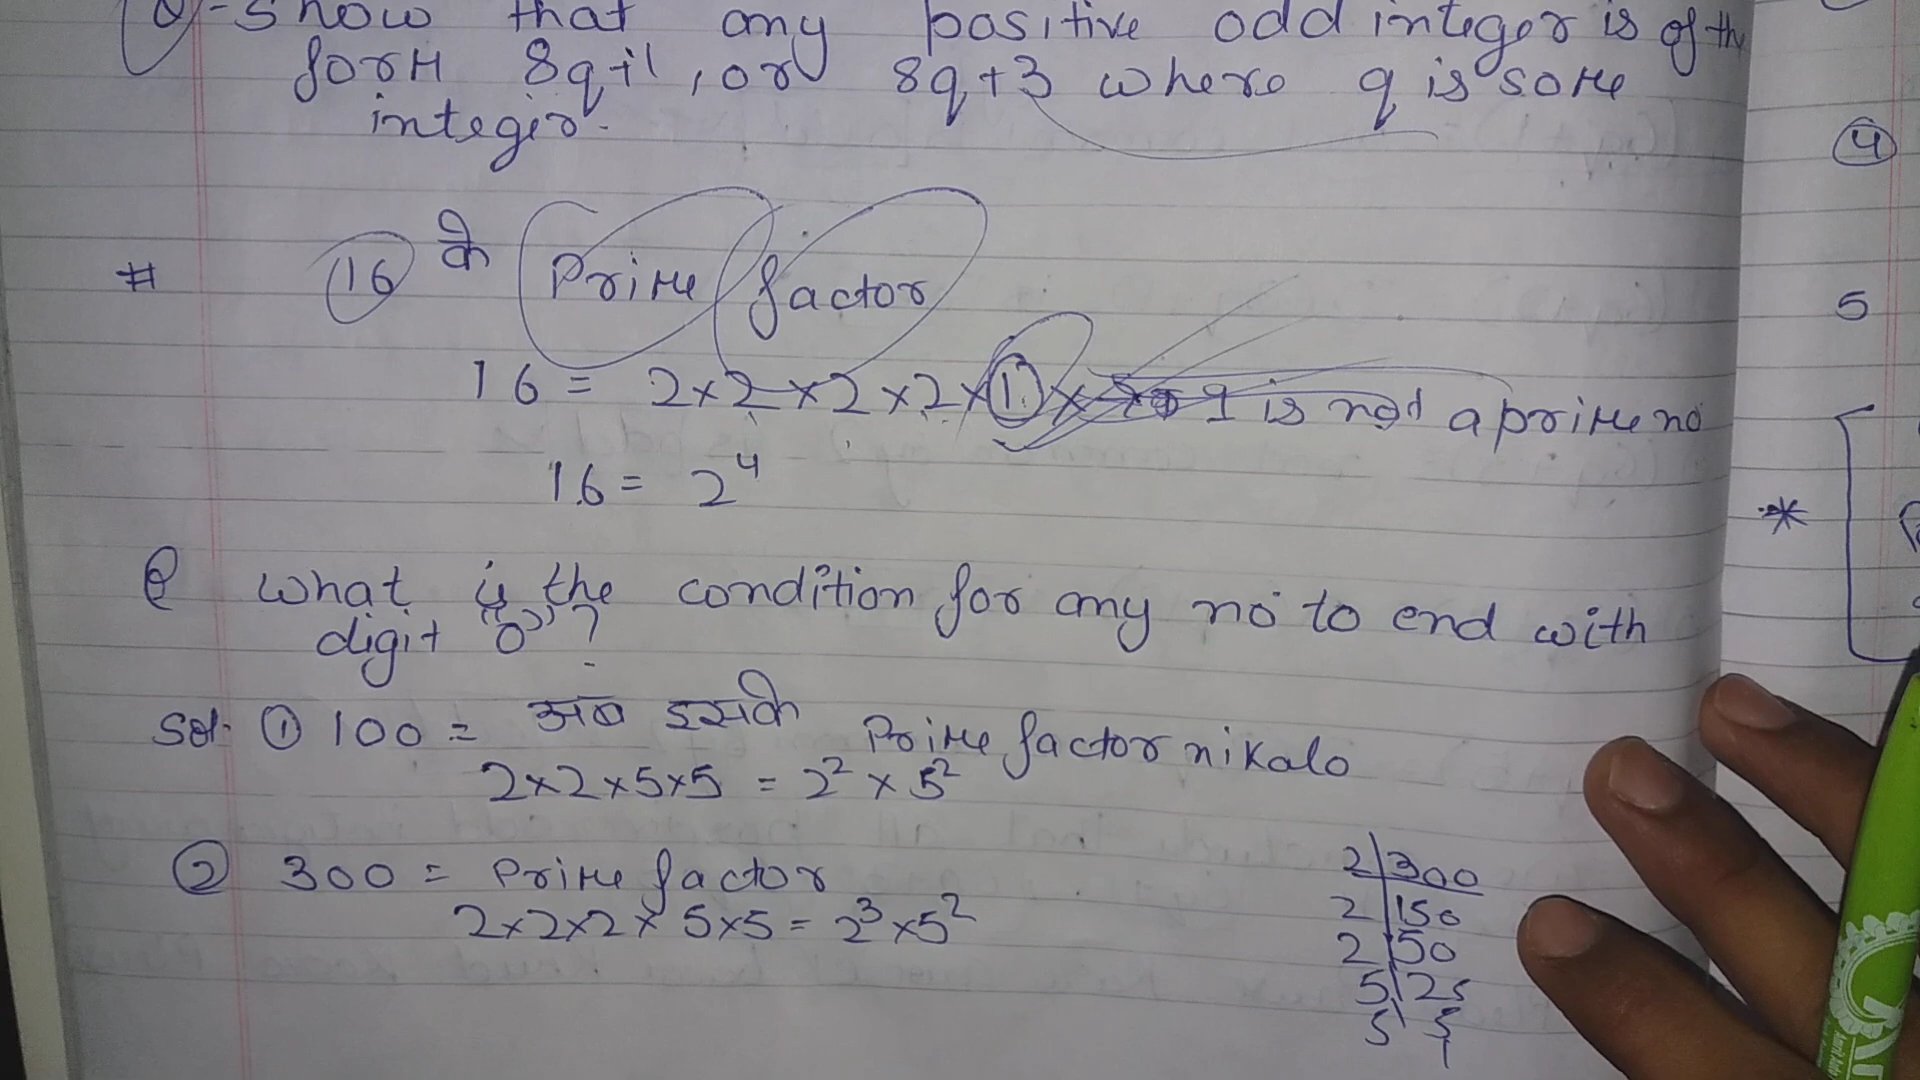 Q - Show that any positive odd integer is of the
form 8q+1, or 8q+3 where q is some
integer.
# 16 के Prime factor
16 = 2×2×2×2×1× 1 is not a prime no
16 = 2⁴
Q what is the condition for any no to end with
digit "0"?
Sol. ① 100 = अब इसके Prime factor nikalo
2×2×5×5 = 2² × 5²
② 300 = Prime factor
2×2×2×5×5 = 2³×5²
2|300
2|150
2|50
5|25
5 5
1
④
5
*